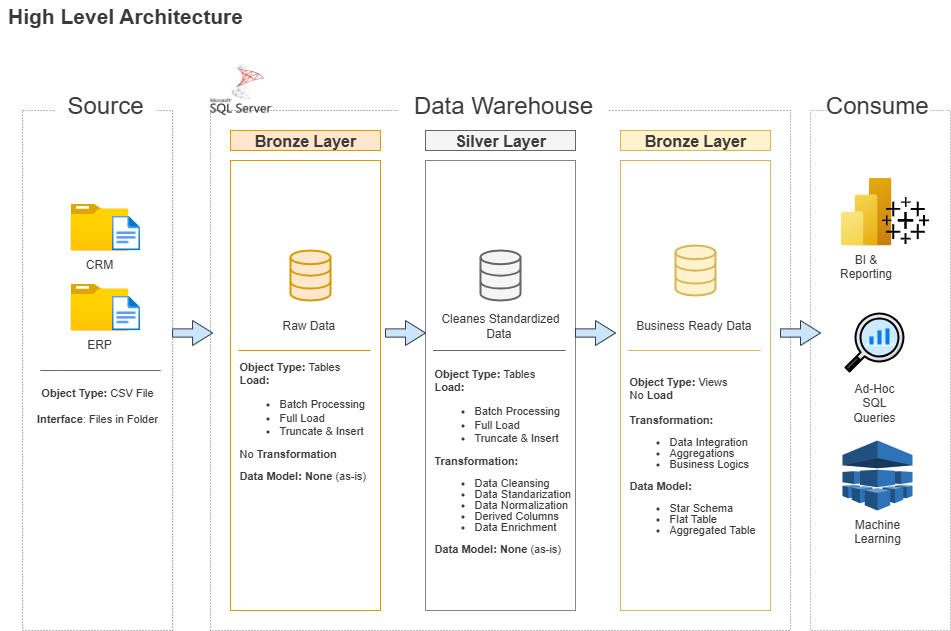 High Level Architecture
Source
CRM
ERP
Object Type: CSV File
Interface: Files in Folder
Microsoft
SQL Server
Data Warehouse
Bronze Layer
Raw Data
Object Type: Tables
Load:
• Batch Processing
• Full Load
• Truncate & Insert
No Transformation
Data Model: None (as-is)
Silver Layer
Cleanes Standardized
Data
Object Type: Tables
Load:
• Batch Processing
• Full Load
• Truncate & Insert
Transformation:
• Data Cleansing
• Data Standarization
• Data Normalization
• Derived Columns
• Data Enrichment
Data Model: None (as-is)
Bronze Layer
Business Ready Data
Object Type: Views
No Load
Transformation:
• Data Integration
• Aggregations
• Business Logics
Data Model:
• Star Schema
• Flat Table
• Aggregated Table
Consume
BI &
Reporting
Ad-Hoc
SQL
Queries
Machine
Learning